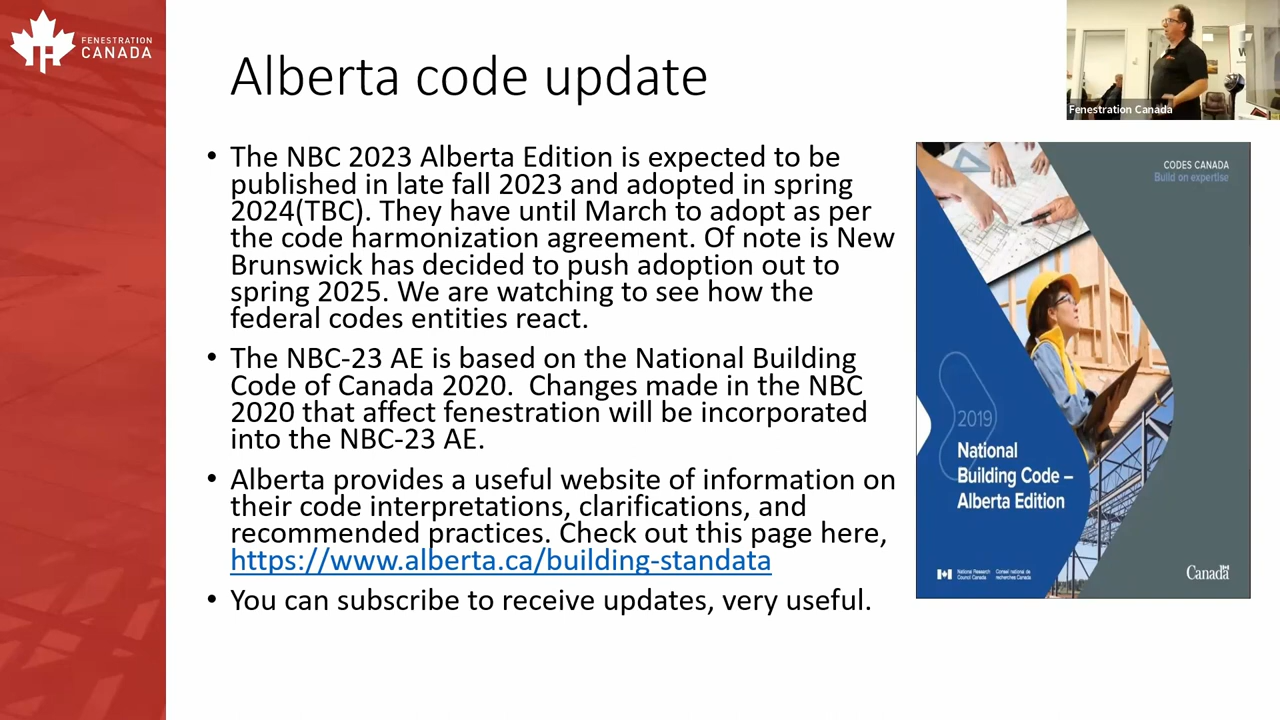 FENESTRATION
CANADA
Alberta code update
Fenestration Canada
• The NBC 2023 Alberta Edition is expected to be
published in late fall 2023 and adopted in spring
2024(TBC). They have until March to adopt as per
the code harmonization agreement. Of note is New
Brunswick has decided to push adoption out to
spring 2025. We are watching to see how the
federal codes entities react.
• The NBC-23 AE is based on the National Building
Code of Canada 2020.  Changes made in the NBC
2020 that affect fenestration will be incorporated
into the NBC-23 AE.
• Alberta provides a useful website of information on
their code interpretations, clarifications, and
recommended practices. Check out this page here,
https://www.alberta.ca/building-standata
• You can subscribe to receive updates, very useful.
CODES CANADA
Build on expertise
2019
National
Building Code –
Alberta Edition
National Research
Council Canada
Conseil national de
recherches Canada
Canada